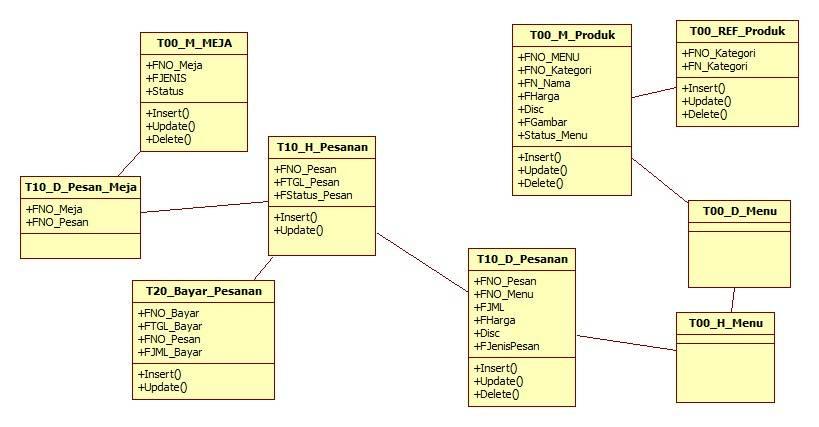 T00_M_MEJA
+FNO_Meja
+FJENIS
+Status
+Insert()
+Update()
+Delete()
T00_M_Produk
+FNO_MENU
+FNO_Kategori
+FN_Nama
+FHarga
+Disc
+FGambar
+Status_Menu
+Insert()
+Update()
+Delete()
T00_REF_Produk
+FNO_Kategori
+FN_Kategori
+Insert()
+Update()
+Delete()
T10_H_Pesanan
+FNO_Pesan
+FTGL_Pesan
+FStatus_Pesan
+Insert()
+Update()
T10_D_Pesan_Meja
+FNO_Meja
+FNO_Pesan
T00_D_Menu
T10_D_Pesanan
+FNO_Pesan
+FNO_Menu
+FJML
+FHarga
+Disc
+FJenisPesan
+Insert()
+Update()
+Delete()
T20_Bayar_Pesanan
+FNO_Bayar
+FTGL_Bayar
+FNO_Pesan
+FJML_Bayar
+Insert()
+Update()
T00_H_Menu